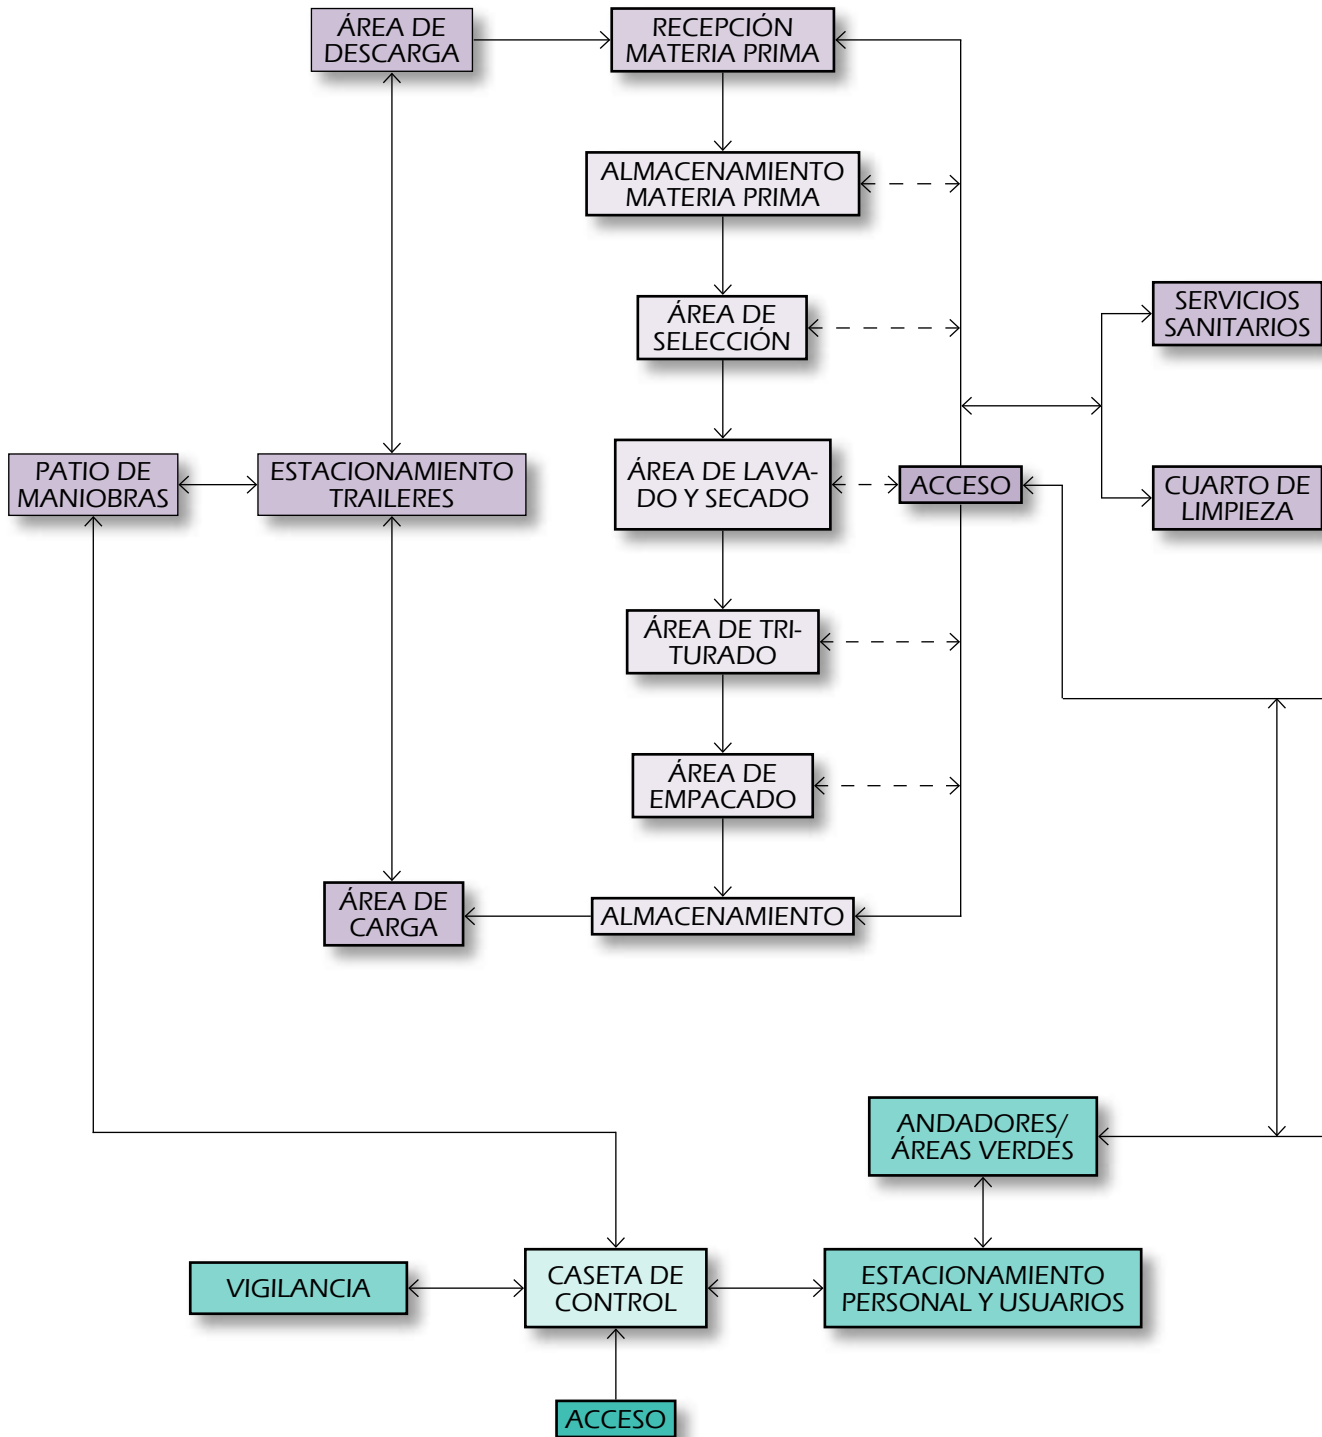 ÁREA DE
DESCARGA
RECEPCIÓN
MATERIA PRIMA
ALMACENAMIENTO
MATERIA PRIMA
ÁREA DE
SELECCIÓN
SERVICIOS
SANITARIOS
PATIO DE
MANIOBRAS
ESTACIONAMIENTO
TRAILERES
ÁREA DE LAVA-
DO Y SECADO
ACCESO
CUARTO DE
LIMPIEZA
ÁREA DE TRI-
TURADO
ÁREA DE
EMPACADO
ÁREA DE
CARGA
ALMACENAMIENTO
ANDADORES/
ÁREAS VERDES
VIGILANCIA
CASETA DE
CONTROL
ESTACIONAMIENTO
PERSONAL Y USUARIOS
ACCESO